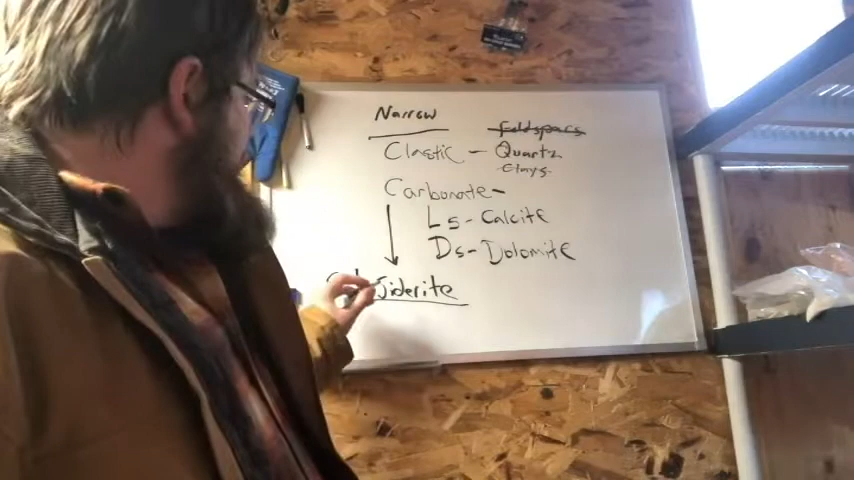 Narrow
Feldspars
Clastic - Quartz
Clays
Carbonate -
Ls - Calcite
Ds - Dolomite
Siderite